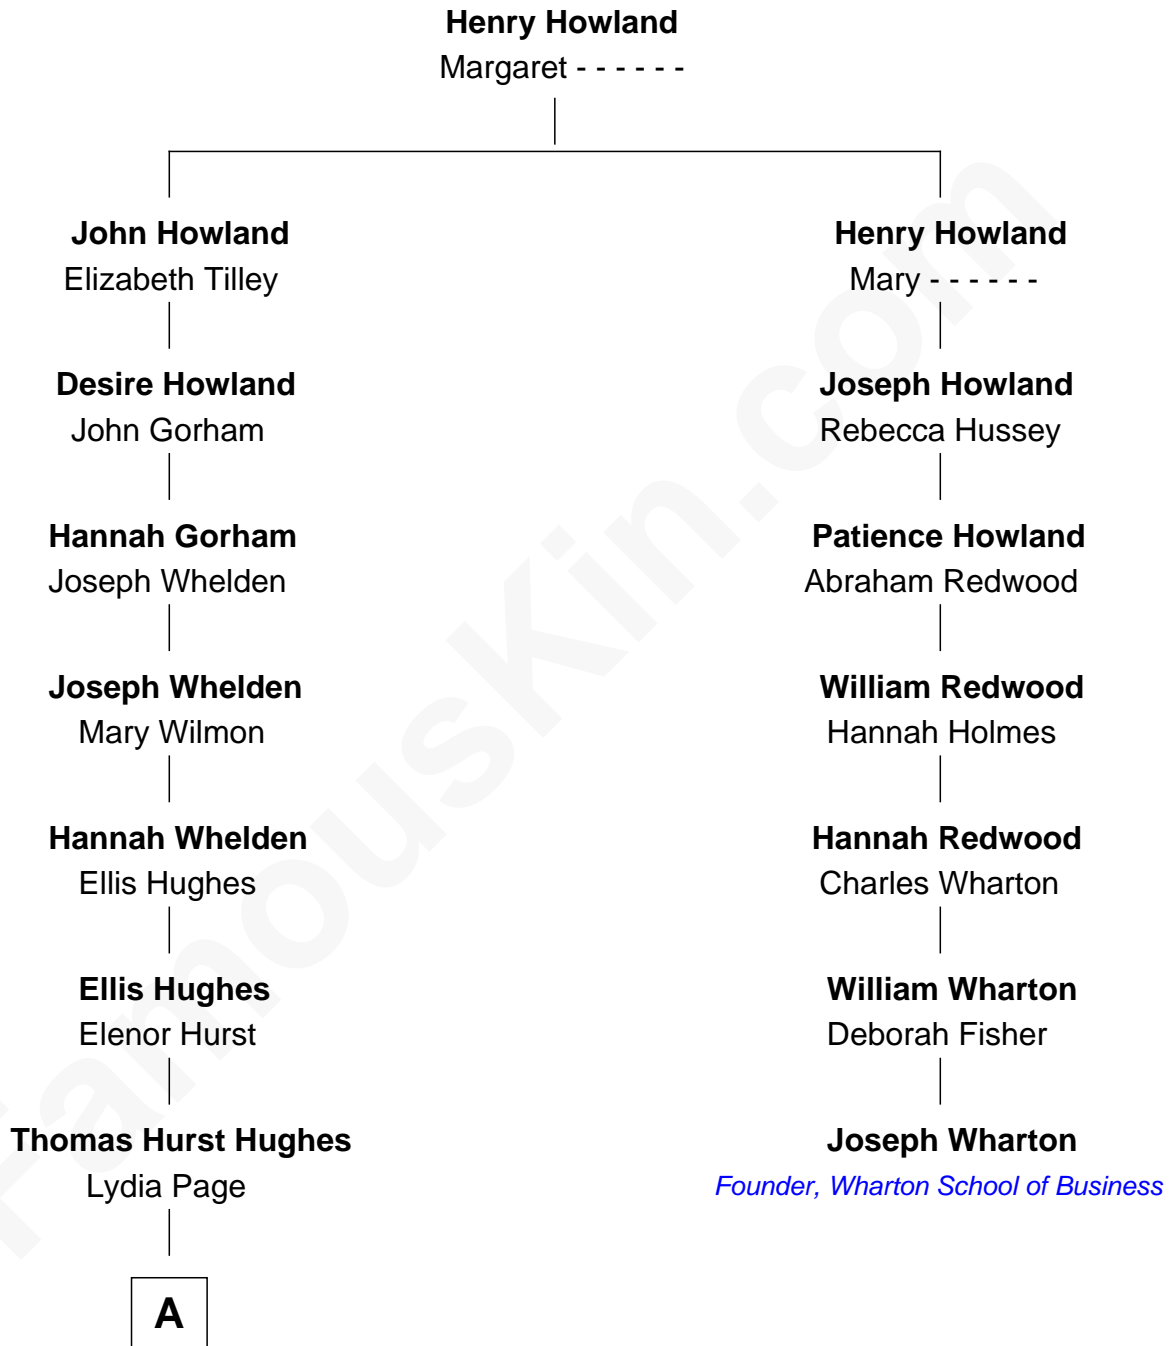 Henry Howland
Margaret - - - - - -
John Howland
Elizabeth Tilley
Henry Howland
Mary - - - - - -
Desire Howland
John Gorham
Joseph Howland
Rebecca Hussey
Hannah Gorham
Joseph Whelden
Patience Howland
Abraham Redwood
Joseph Whelden
Mary Wilmon
William Redwood
Hannah Holmes
Hannah Whelden
Ellis Hughes
Hannah Redwood
Charles Wharton
Ellis Hughes
Elenor Hurst
William Wharton
Deborah Fisher
Thomas Hurst Hughes
Lydia Page
Joseph Wharton
Founder, Wharton School of Business
A
FamousKin.com